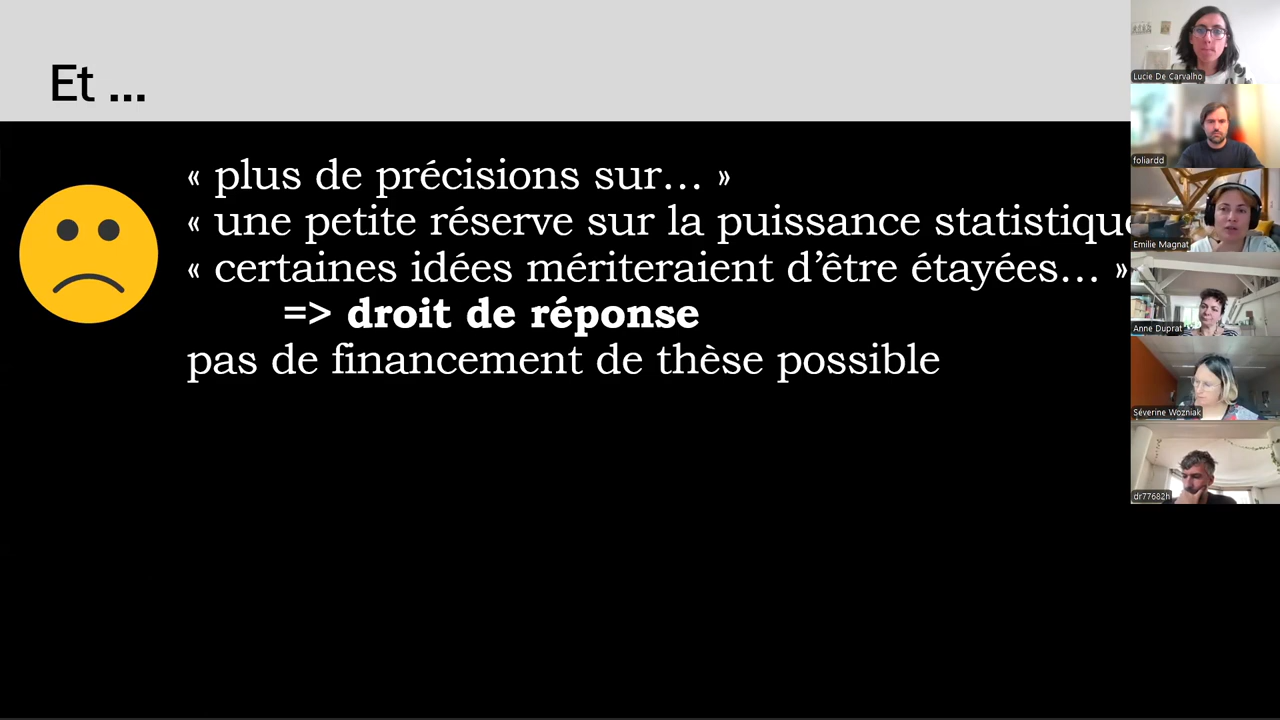 Et ...
« plus de précisions sur... »
« une petite réserve sur la puissance statistique
« certaines idées mériteraient d'être étayées... »
=> droit de réponse
pas de financement de thèse possible
Lucie De Carvalho
foliardd
Emilie Magnat
Anne Duprat
Séverine Wozniak
dr77682h